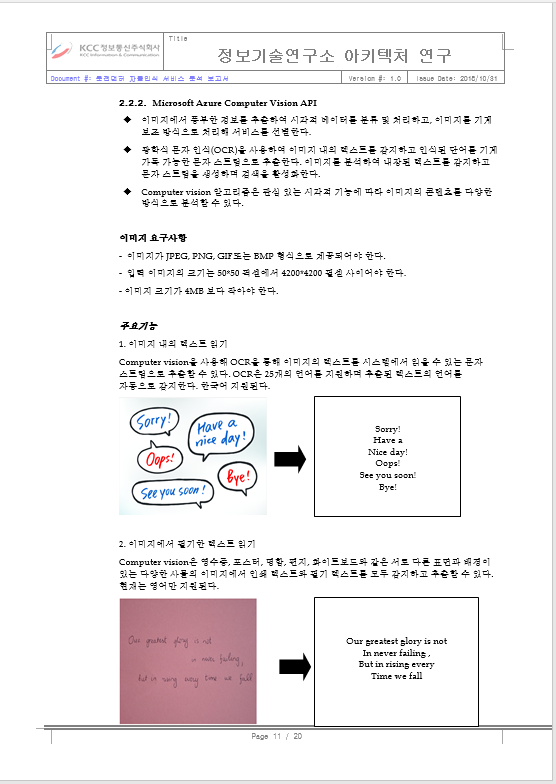 KCC정보통신주식회사
KCC Information & Communication
Title
정보기술연구소 아키텍처 연구
Document #: 자율인식 서비스 분석 보고서
Version #: 1.0
Issue Date: 2016/10/31
2.2.2. Microsoft Azure Computer Vision API
◆ 이미지에서 풍부한 정보를 추출하여 시각적 데이터를 분류 및 처리하고, 이미지를 기계
보조 방식으로 처리해 서비스를 선별한다.
◆ 광학식 문자 인식(OCR)을 사용하여 이미지 내의 텍스트를 감지하고 인식된 단어를 기계
가독 가능한 문자 스트림으로 추출한다. 이미지를 분석하여 내장된 텍스트를 감지하고
문자 스트림을 생성하며 검색을 활성화한다.
◆ Computer vision 알고리즘은 관심 있는 시각적 기능에 따라 이미지의 콘텐츠를 다양한
방식으로 분석할 수 있다.
이미지 요구사항
- 이미지가 JPEG, PNG, GIF또는 BMP 형식으로 제공되어야 한다.
- 입력 이미지의 크기는 50*50 픽셀에서 4200*4200 픽셀 사이어야 한다.
- 이미지 크기가 4MB 보다 작아야 한다.
주요기능
1. 이미지 내의 텍스트 읽기
Computer vision을 사용해 OCR을 통해 이미지의 텍스트를 시스템에서 읽을 수 있는 문자
스트림으로 추출할 수 있다. OCR은 25개의 언어를 지원하며 추출된 텍스트의 언어를
자동으로 감지한다. 한국어 지원된다.
Sorry!
Have a
nice day!
Oops!
Bye!
See you soon!
Sorry!
Have a
Nice day!
Oops!
See you soon!
Bye!
2. 이미지에서 필기한 텍스트 읽기
Computer vision은 영수증, 포스터, 명함, 편지, 화이트보드와 같은 서로 다른 표면과 배경이
있는 다양한 사물의 이미지에서 인쇄 텍스트와 필기 텍스트를 모두 감지하고 추출할 수 있다.
현재는 영어만 지원된다.
Our greatest glory is not
in never failing,
but in rising every time we fall
Our greatest glory is not
In never failing ,
But in rising every
Time we fall
Page 11 / 20